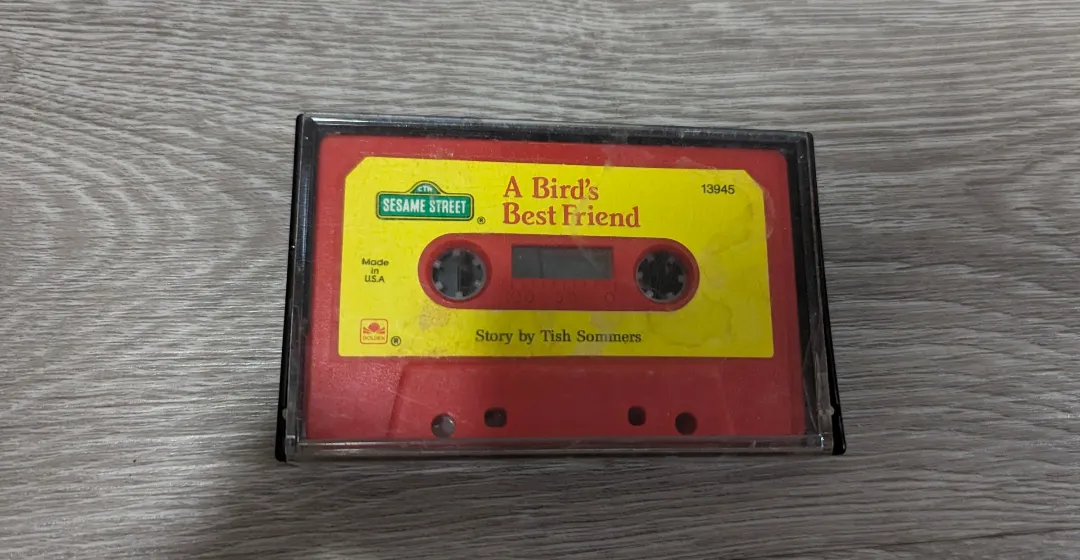 CTW
SESAME STREET
®
A Bird's
Best Friend
13945
Made
in
U.S.A
GOLDEN
®
Story by Tish Sommers